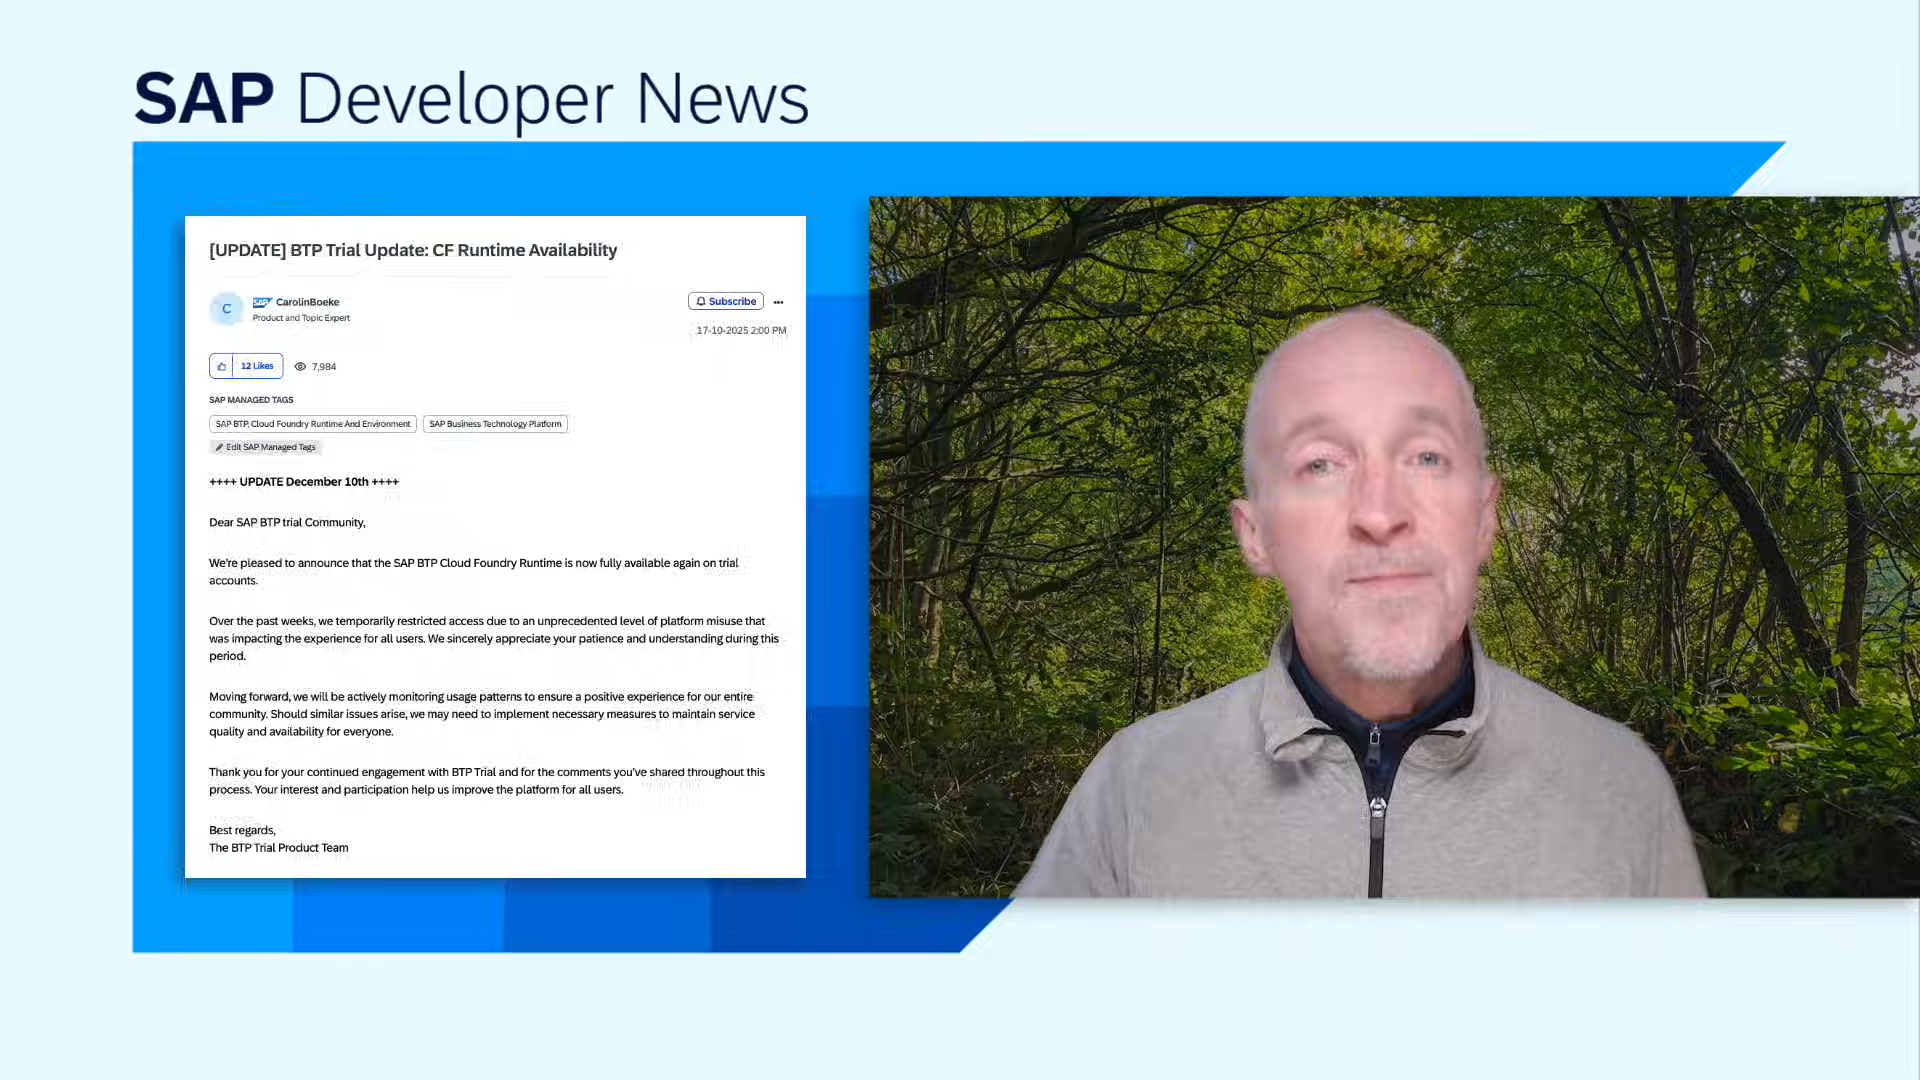 SAP Developer News
[UPDATE] BTP Trial Update: CF Runtime Availability
C
SAP CarolinBoeke
Product and Topic Expert
Subscribe ...
17-10-2025 2:00 PM
12 Likes 7,984
SAP MANAGED TAGS
SAP BTP, Cloud Foundry Runtime And Environment SAP Business Technology Platform
Edit SAP Managed Tags
++++ UPDATE December 10th ++++
Dear SAP BTP trial Community,
We're pleased to announce that the SAP BTP Cloud Foundry Runtime is now fully available again on trial
accounts.
Over the past weeks, we temporarily restricted access due to an unprecedented level of platform misuse that
was impacting the experience for all users. We sincerely appreciate your patience and understanding during this
period.
Moving forward, we will be actively monitoring usage patterns to ensure a positive experience for our entire
community. Should similar issues arise, we may need to implement necessary measures to maintain service
quality and availability for everyone.
Thank you for your continued engagement with BTP Trial and for the comments you've shared throughout this
process. Your interest and participation help us improve the platform for all users.
Best regards,
The BTP Trial Product Team